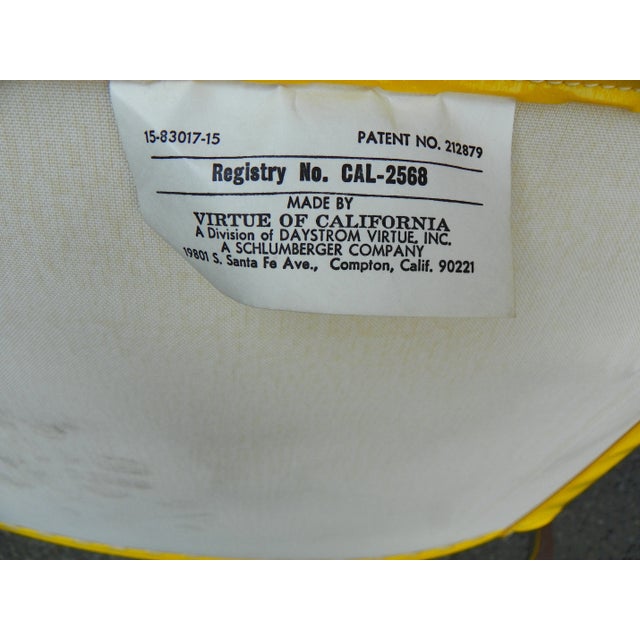 15-83017-15 PATENT NO. 212879
Registry No. CAL-2568
MADE BY
VIRTUE OF CALIFORNIA
A Division of DAYSTROM VIRTUE, INC.
A SCHLUMBERGER COMPANY
19801 S. Santa Fe Ave., Compton, Calif. 90221